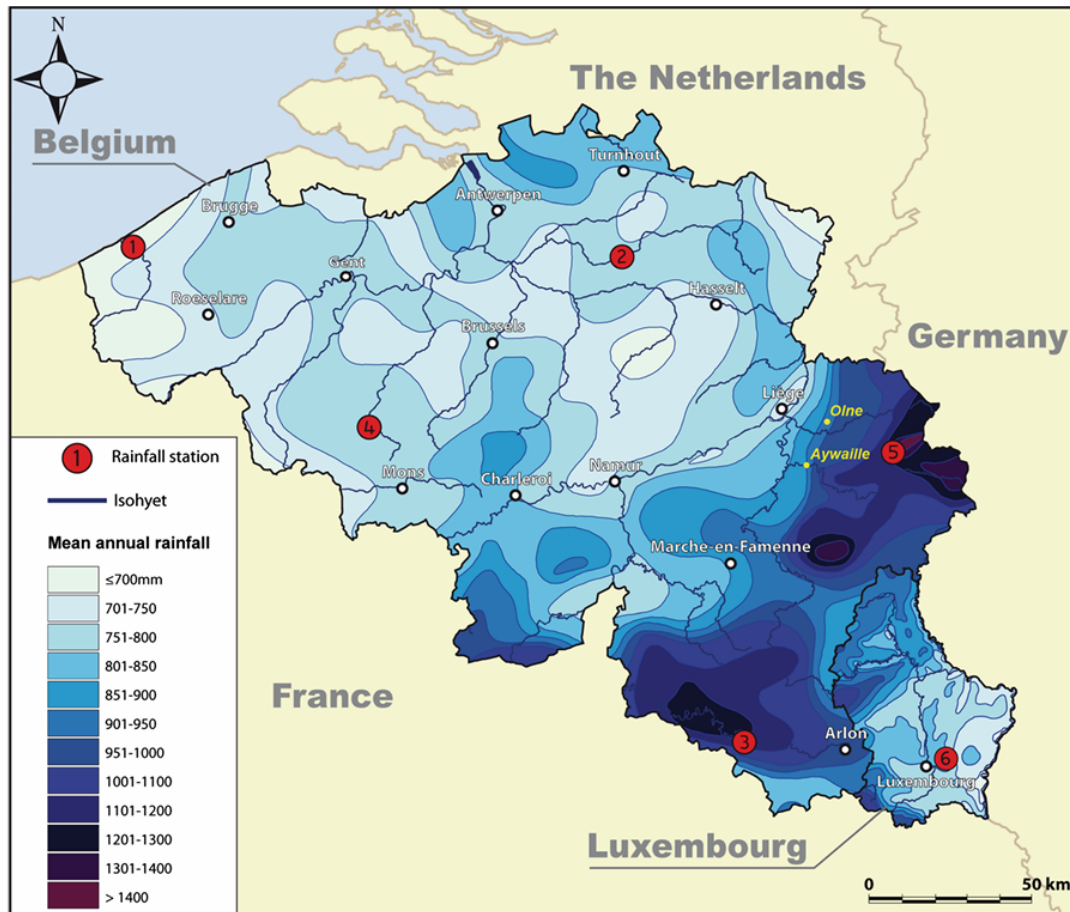 N
The Netherlands
Belgium
Turnhout
Antwerpen
Brugge
1
2
Gent
Hasselt
Roeselare
Brussels
Germany
Liége
Olne
4
5
Aywaille
Mons
Charleroi
Namur
Marche-en-Famenne
France
3
Arlon
6
Luxembourg
Luxembourg
1 Rainfall station
Isohyet
Mean annual rainfall
≤700mm
701-750
751-800
801-850
851-900
901-950
951-1000
1001-1100
1101-1200
1201-1300
1301-1400
> 1400
0 50 km